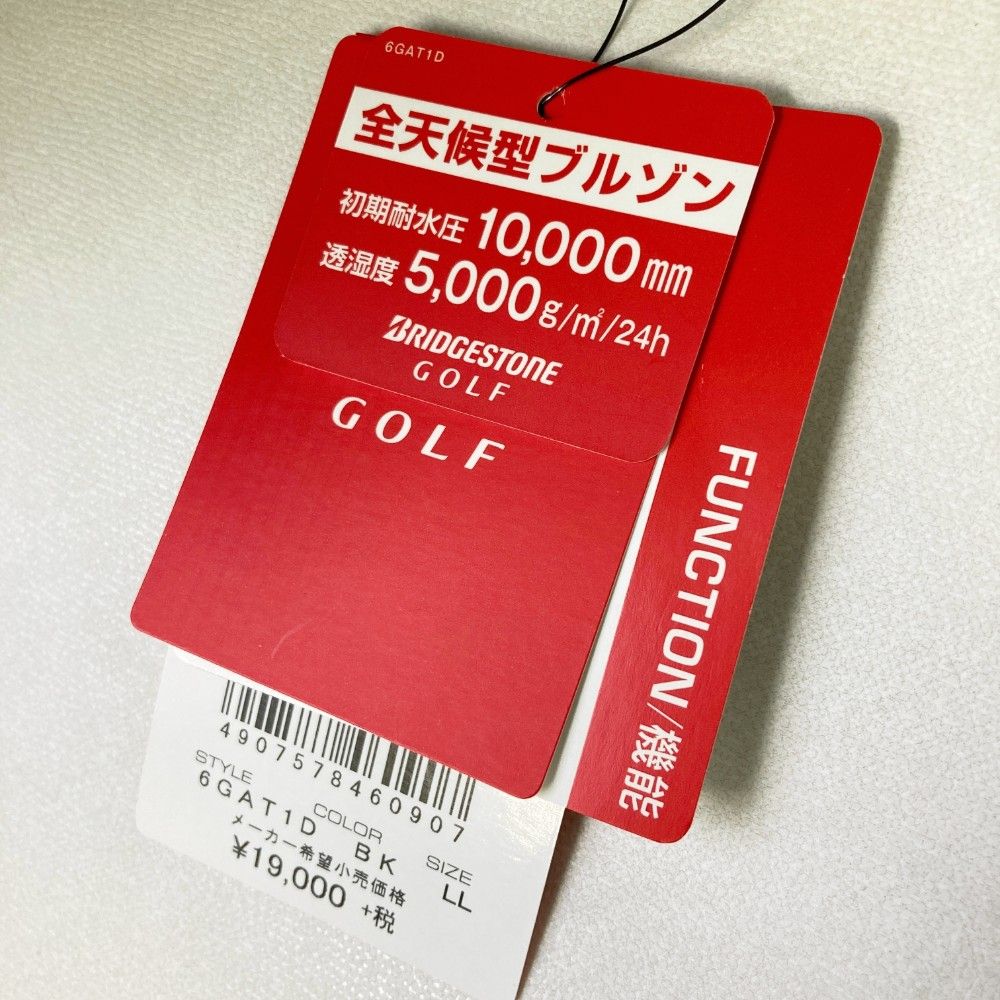 6GAT1D
全天候型ブルゾン
初期耐水圧 10,000mm
透湿度 5,000g/㎡/24h
BRIDGESTONE
GOLF
GOLF
FUNCTION/機能
4907578460907
STYLE COLOR SIZE
6GAT1D BK LL
メーカー希望小売価格
¥19,000 +税